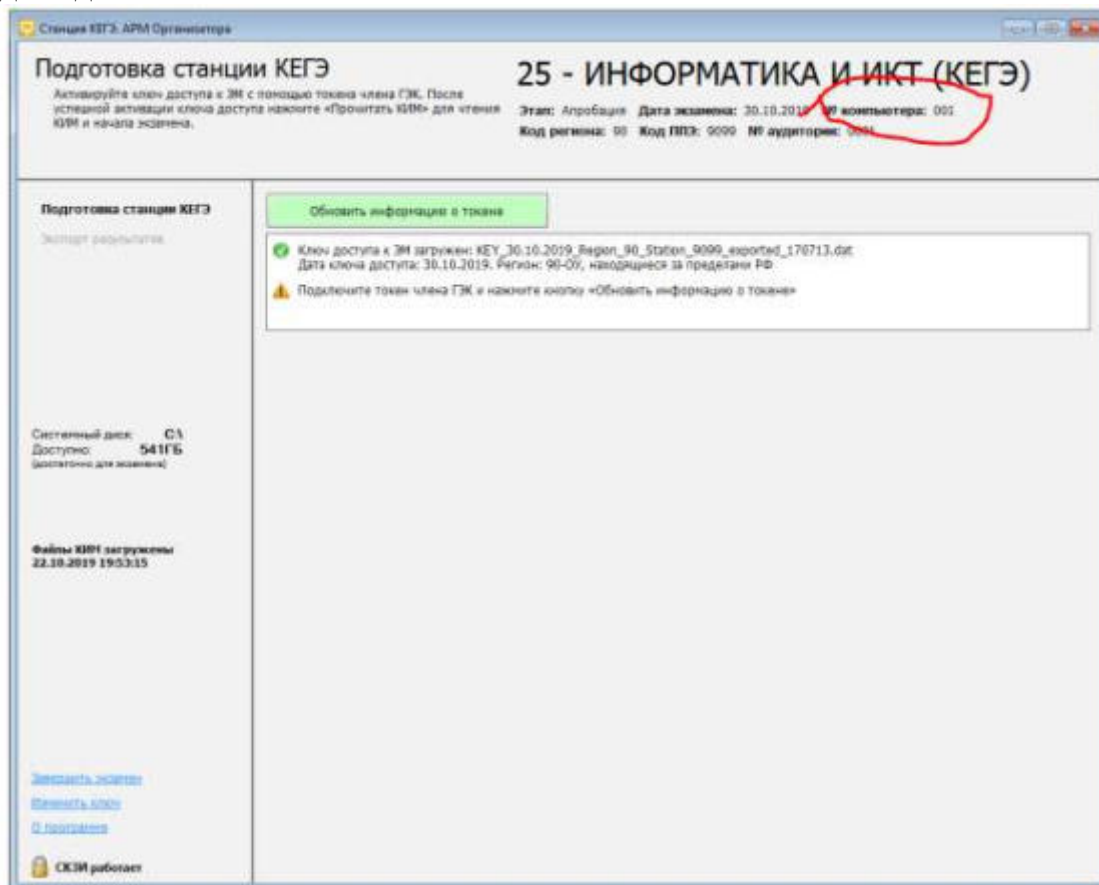 Станция КЕГЭ. АРМ Организатора
Подготовка станции КЕГЭ
Активируйте ключ доступа к ЭМ с помощью токена члена ГЭК. После
успешной активации ключа доступа нажмите «Прочитать КИМ» для чтения
КИМ и начала экзамена.
25 - ИНФОРМАТИКА И ИКТ (КЕГЭ)
Этап: Апробация Дата экзамена: 30.10.2019 № компьютера: 001
Код региона: 90 Код ППЭ: 9099 № аудитории: 0001
Подготовка станции КЕГЭ
Экспорт результатов
Обновить информацию о токене
Ключ доступа к ЭМ загружен: KEY_30.10.2019_Region_90_Station_9099_exported_170713.dat
Дата ключа доступа: 30.10.2019. Регион: 90-ОУ, находящиеся за пределами РФ
Подключите токен члена ГЭК и нажмите кнопку «Обновить информацию о токене»
Системный диск: C:\
Доступно: 541ГБ
(достаточно для экзамена)
Файлы КИМ загружены
22.10.2019 19:53:15
Завершить экзамен
Изменить ключ
О программе
СКЗИ работает